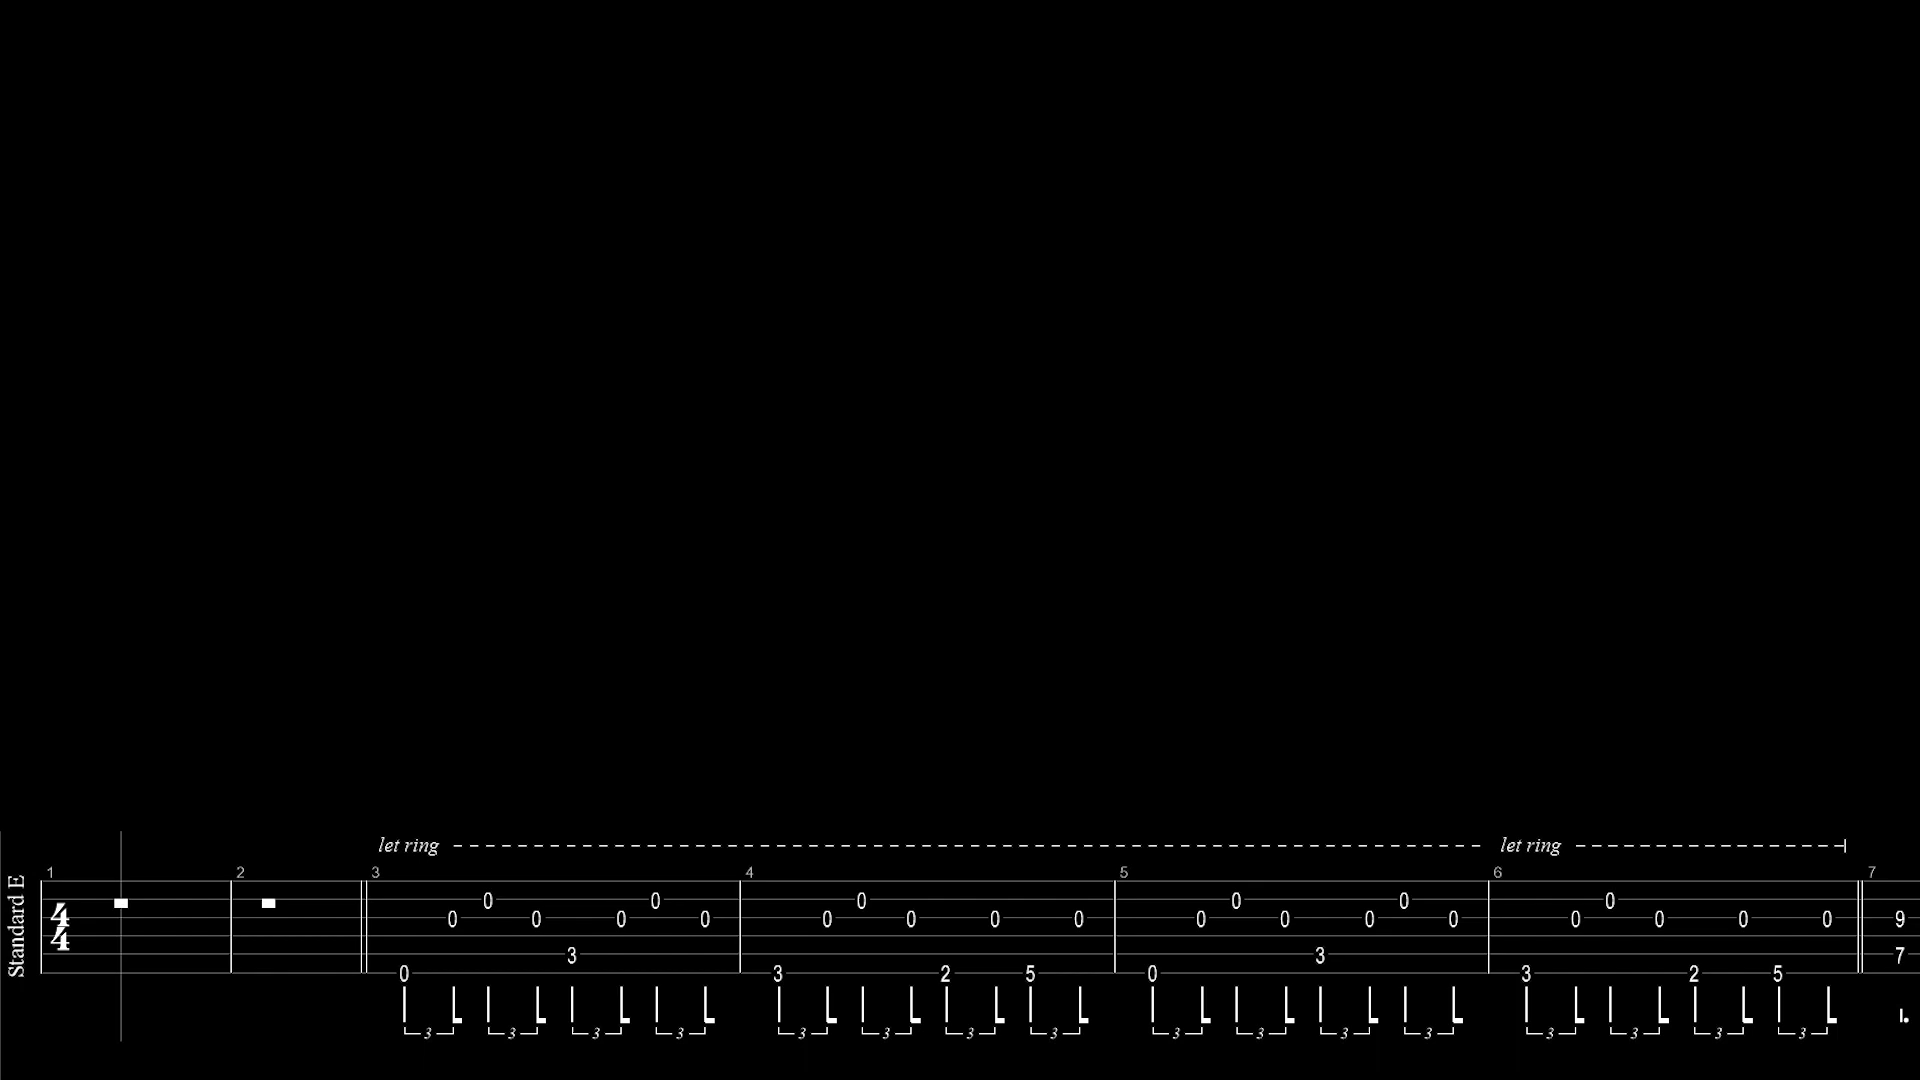 let ring let ring
1 2 3 4 5 6 7
Standard E
4 0 0 0 0 0 0 0 0 9
4 0 0 0 0 0 0 0 0 0 0 0 0 0 0 0 0 0 0
3 3 7
0 3 2 5 0 3 2 5
3 3 3 3 3 3 3 3 3 3 3 3 3 3 3 3